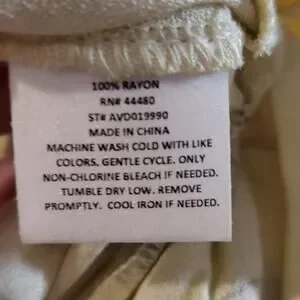 100% RAYON
RN# 44480
ST# AVD019990
MADE IN CHINA
MACHINE WASH COLD WITH LIKE
COLORS. GENTLE CYCLE. ONLY
NON-CHLORINE BLEACH IF NEEDED.
TUMBLE DRY LOW. REMOVE
PROMPTLY. COOL IRON IF NEEDED.